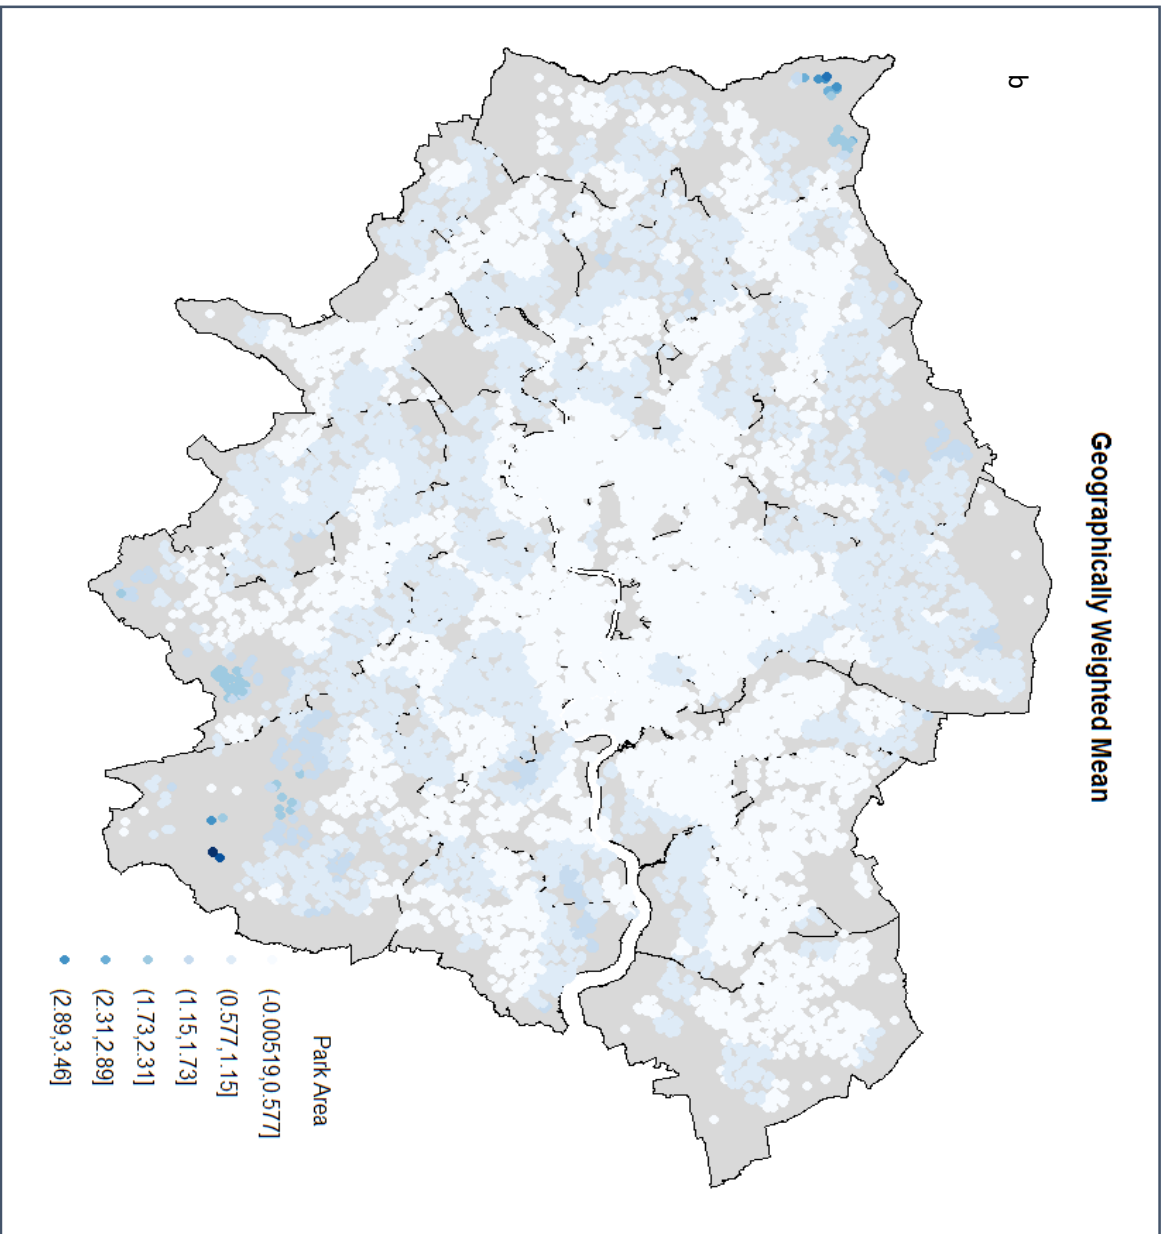 Geographically Weighted Mean
b
Park Area
(-0.00519,0.577]
(0.577,1.15]
(1.15,1.73]
(1.73,2.31]
(2.31,2.89]
(2.89,3.46]